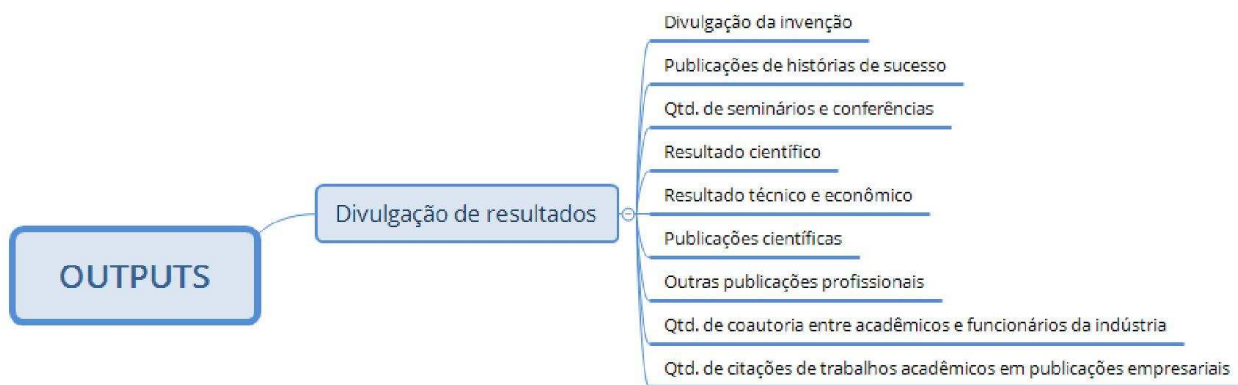 Divulgação da invenção
Publicações de histórias de sucesso
Qtd. de seminários e conferências
Resultado científico
Resultado técnico e econômico
Divulgação de resultados
Publicações científicas
OUTPUTS
Outras publicações profissionais
Qtd. de coautoria entre acadêmicos e funcionários da indústria
Qtd. de citações de trabalhos acadêmicos em publicações empresariais